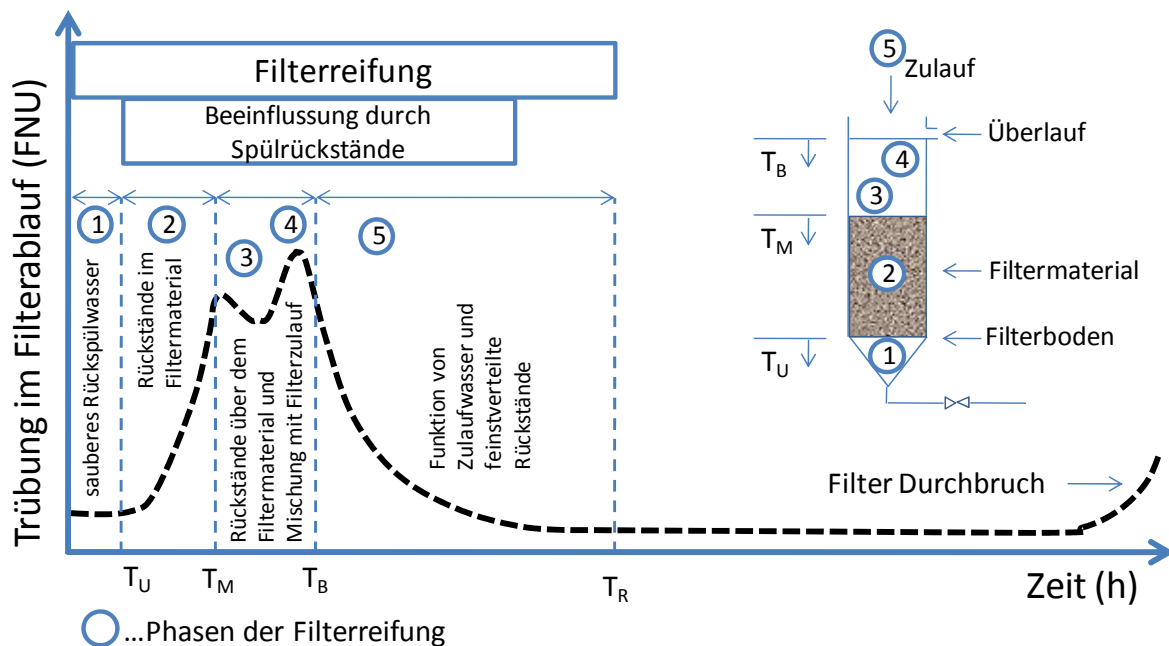 Trübung im Filterablauf (FNU)
Filterreifung
Beeinflussung durch
Spülrückstände
1
2
3
4
5
sauberes Rückspülwasser
Rückstände im
Filtermaterial
Rückstände über dem
Filtermaterial und
Mischung mit Filterzulauf
Funktion von
Zulaufwasser und
feinstverteilte
Rückstände
T_U
T_M
T_B
T_R
Zeit (h)
Filter Durchbruch
5
Zulauf
Überlauf
T_B
4
3
T_M
2
Filtermaterial
Filterboden
T_U
1
...Phasen der Filterreifung